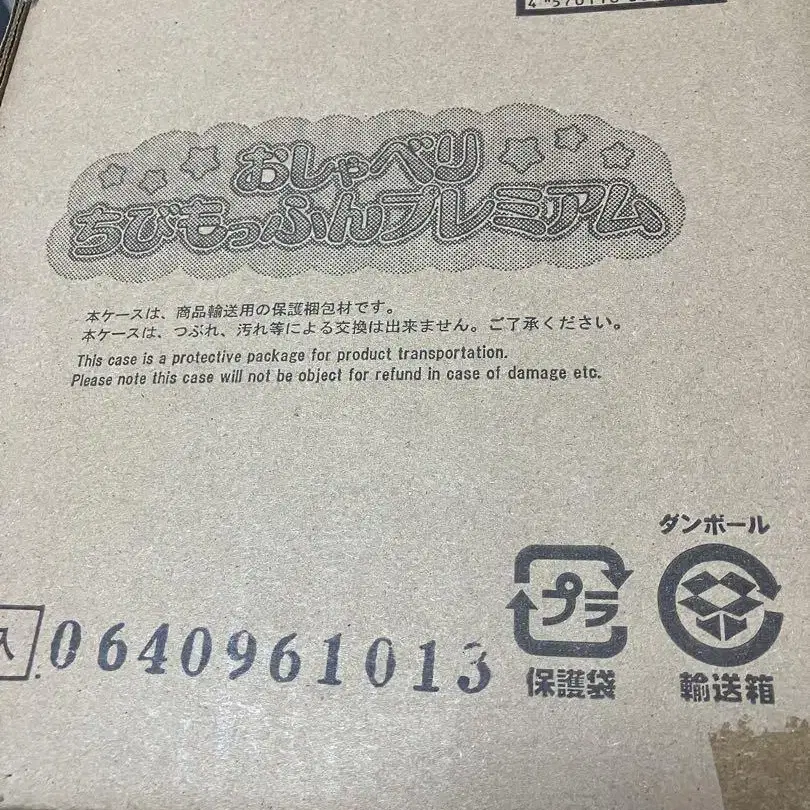 おしゃべり
ちびもっふんプレミアム
本ケースは、商品輸送用の保護梱包材です。
本ケースは、つぶれ、汚れ等による交換は出来ません。ご了承ください。
This case is a protective package for product transportation.
Please note this case will not be object for refund in case of damage etc.
ダンボール
プラ
入 0640961013
保護袋 輸送箱